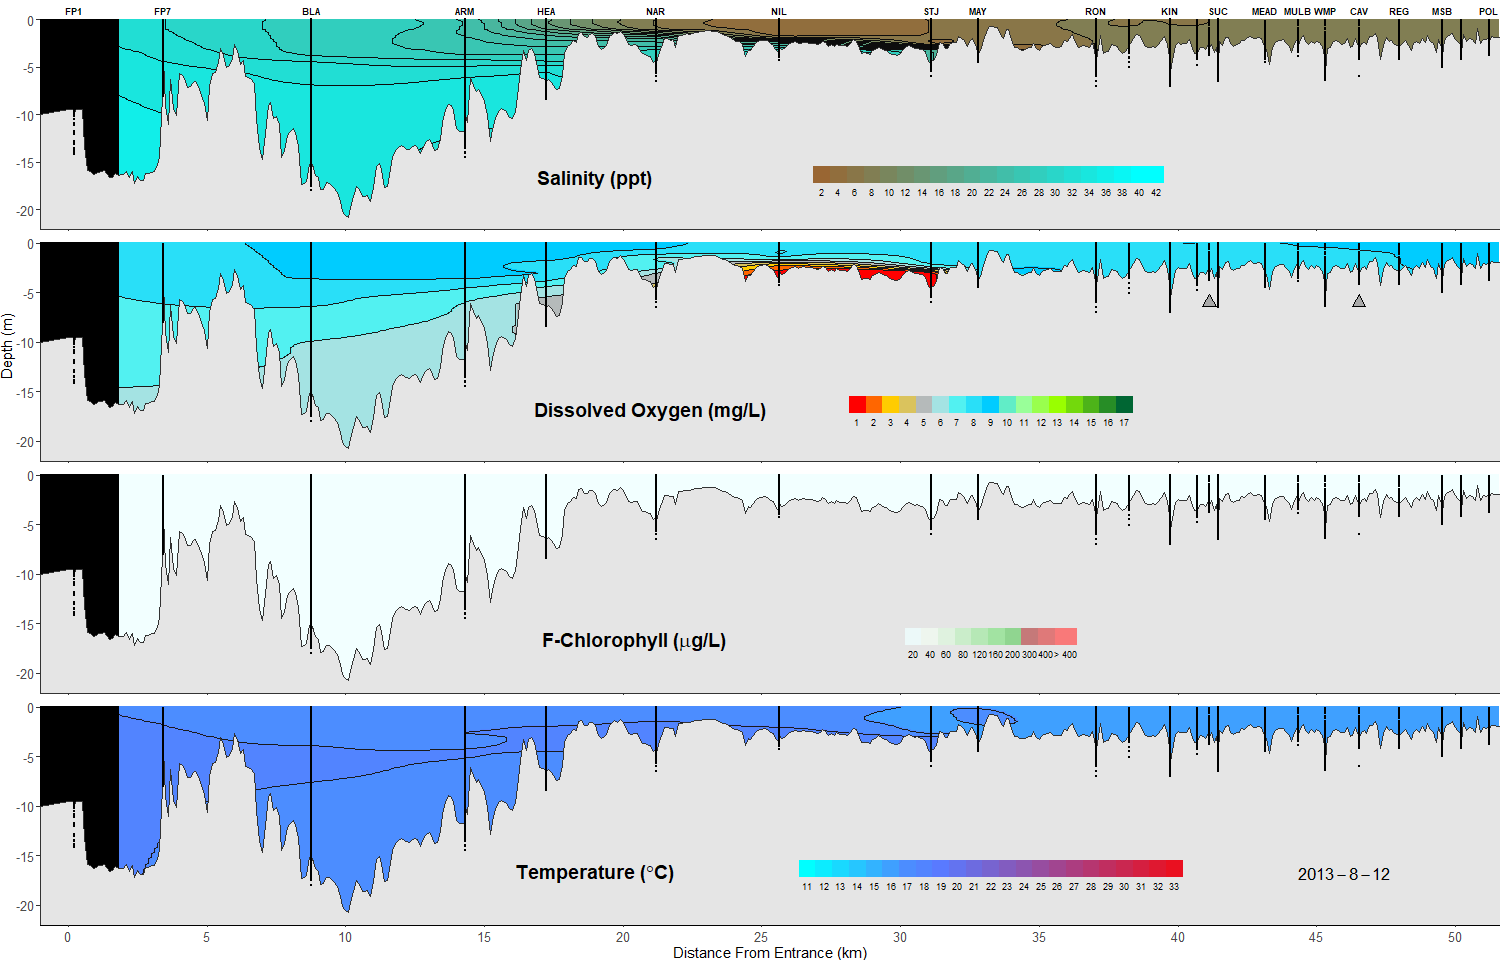 FP1 FP7 BLA ARM HEA NAR NIL STJ MAY RON KIN SUC MEAD MULB WMP CAV REG MSB POL
0
-5
-10
-15
-20
Salinity (ppt)
2 4 6 8 10 12 14 16 18 20 22 24 26 28 30 32 34 36 38 40 42
0
-5
-10
-15
-20
Dissolved Oxygen (mg/L)
1 2 3 4 5 6 7 8 9 10 11 12 13 14 15 16 17
Depth (m)
0
-5
-10
-15
-20
F-Chlorophyll (µg/L)
20 40 60 80 120 160 200 300 400 > 400
0
-5
-10
-15
-20
Temperature (°C)
11 12 13 14 15 16 17 18 19 20 21 22 23 24 25 26 27 28 29 30 31 32 33
2013 – 8 – 12
0 5 10 15 20 25 30 35 40 45 50
Distance From Entrance (km)